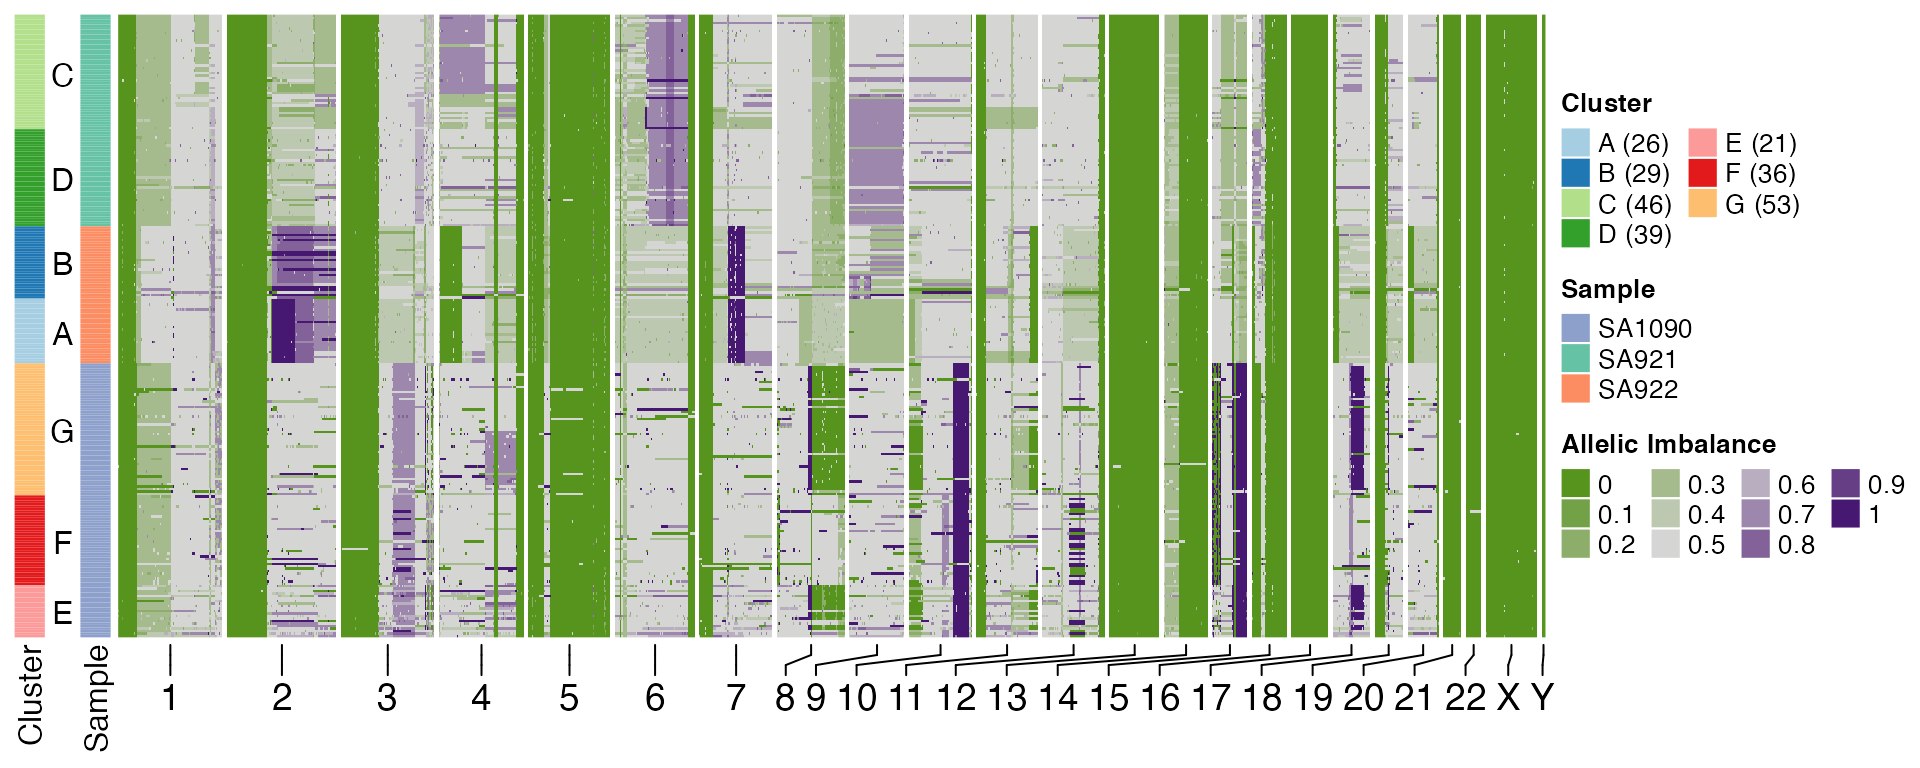 C
D
B
A
G
F
E
Cluster
Sample
1 2 3 4 5 6 7 8 9 10 11 12 13 14 15 16 17 18 19 20 21 22 X Y
Cluster
A (26) E (21)
B (29) F (36)
C (46) G (53)
D (39)
Sample
SA1090
SA921
SA922
Allelic Imbalance
0 0.3 0.6 0.9
0.1 0.4 0.7 1
0.2 0.5 0.8